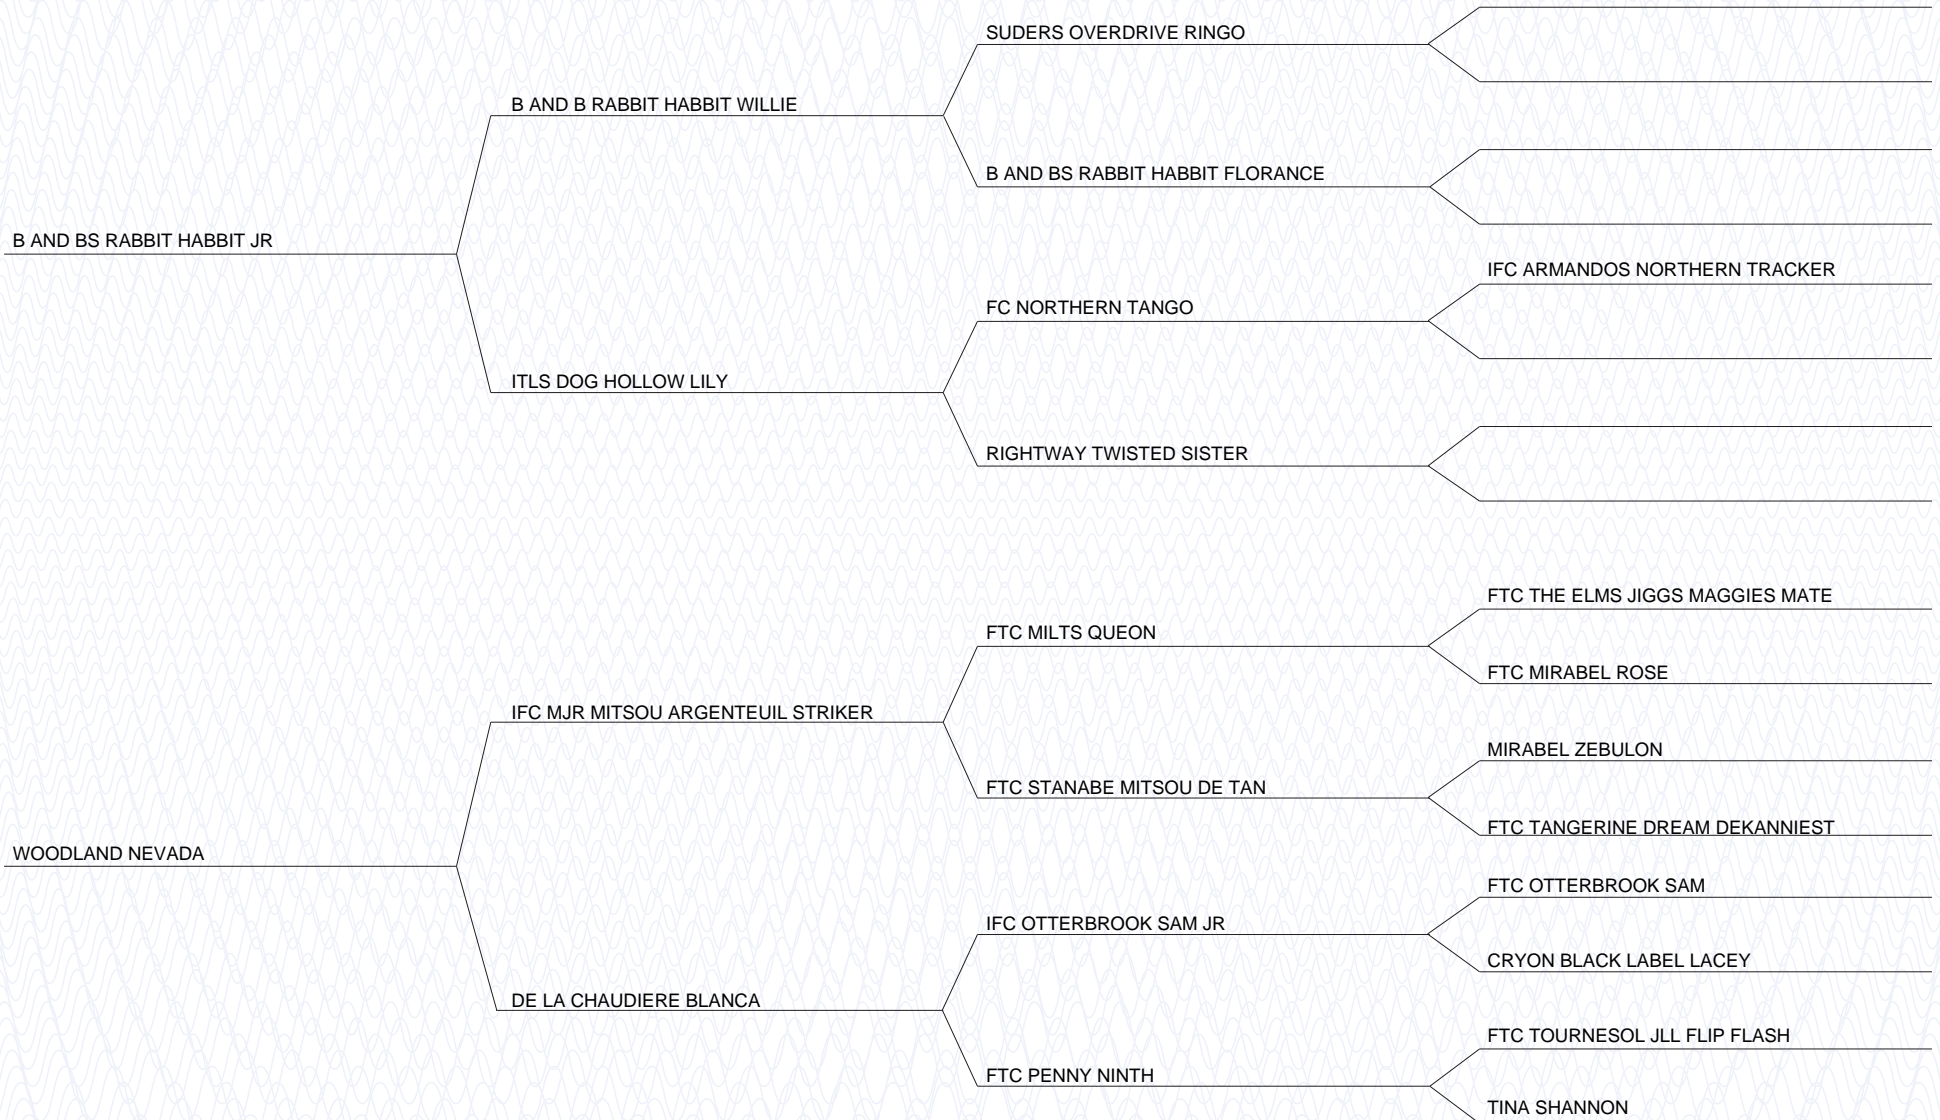 SUDERS OVERDRIVE RINGO
B AND B RABBIT HABBIT WILLIE
B AND BS RABBIT HABBIT FLORANCE
B AND BS RABBIT HABBIT JR
IFC ARMANDOS NORTHERN TRACKER
FC NORTHERN TANGO
ITLS DOG HOLLOW LILY
RIGHTWAY TWISTED SISTER
FTC THE ELMS JIGGS MAGGIES MATE
FTC MILTS QUEON
FTC MIRABEL ROSE
IFC MJR MITSOU ARGENTEUIL STRIKER
MIRABEL ZEBULON
FTC STANABE MITSOU DE TAN
FTC TANGERINE DREAM DEKANNIEST
WOODLAND NEVADA
FTC OTTERBROOK SAM
IFC OTTERBROOK SAM JR
CRYON BLACK LABEL LACEY
DE LA CHAUDIERE BLANCA
FTC TOURNESOL JLL FLIP FLASH
FTC PENNY NINTH
TINA SHANNON